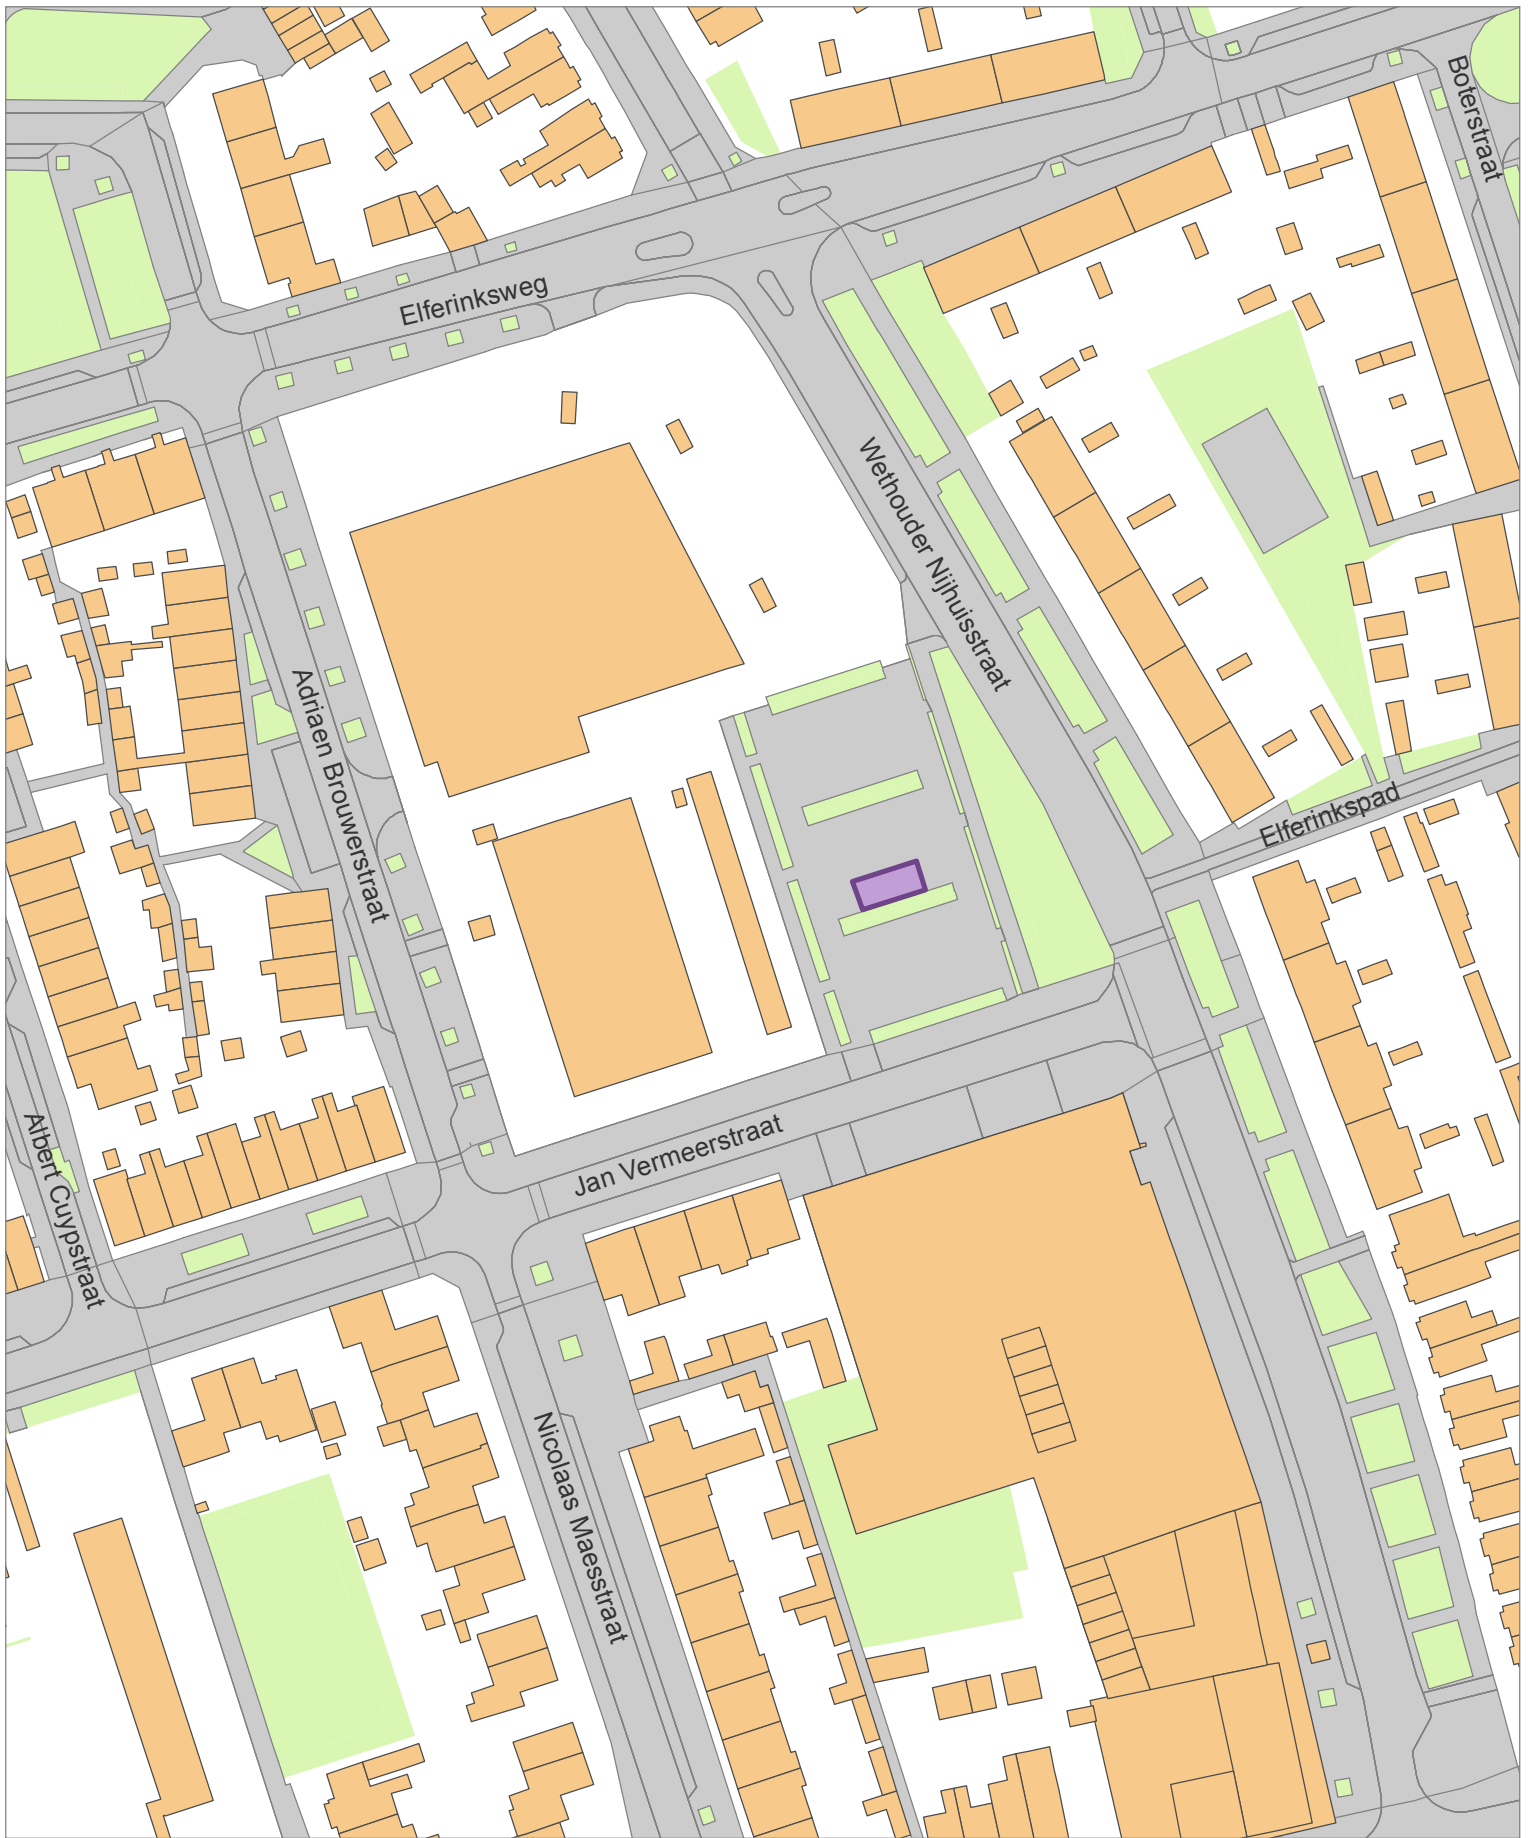 Boterstraat
Elferinksweg
Wethouder Nijhuisstraat
Adriaen Brouwerstraat
Elferinkspad
Albert Cuypstraat
Jan Vermeerstraat
Nicolaas Maesstraat